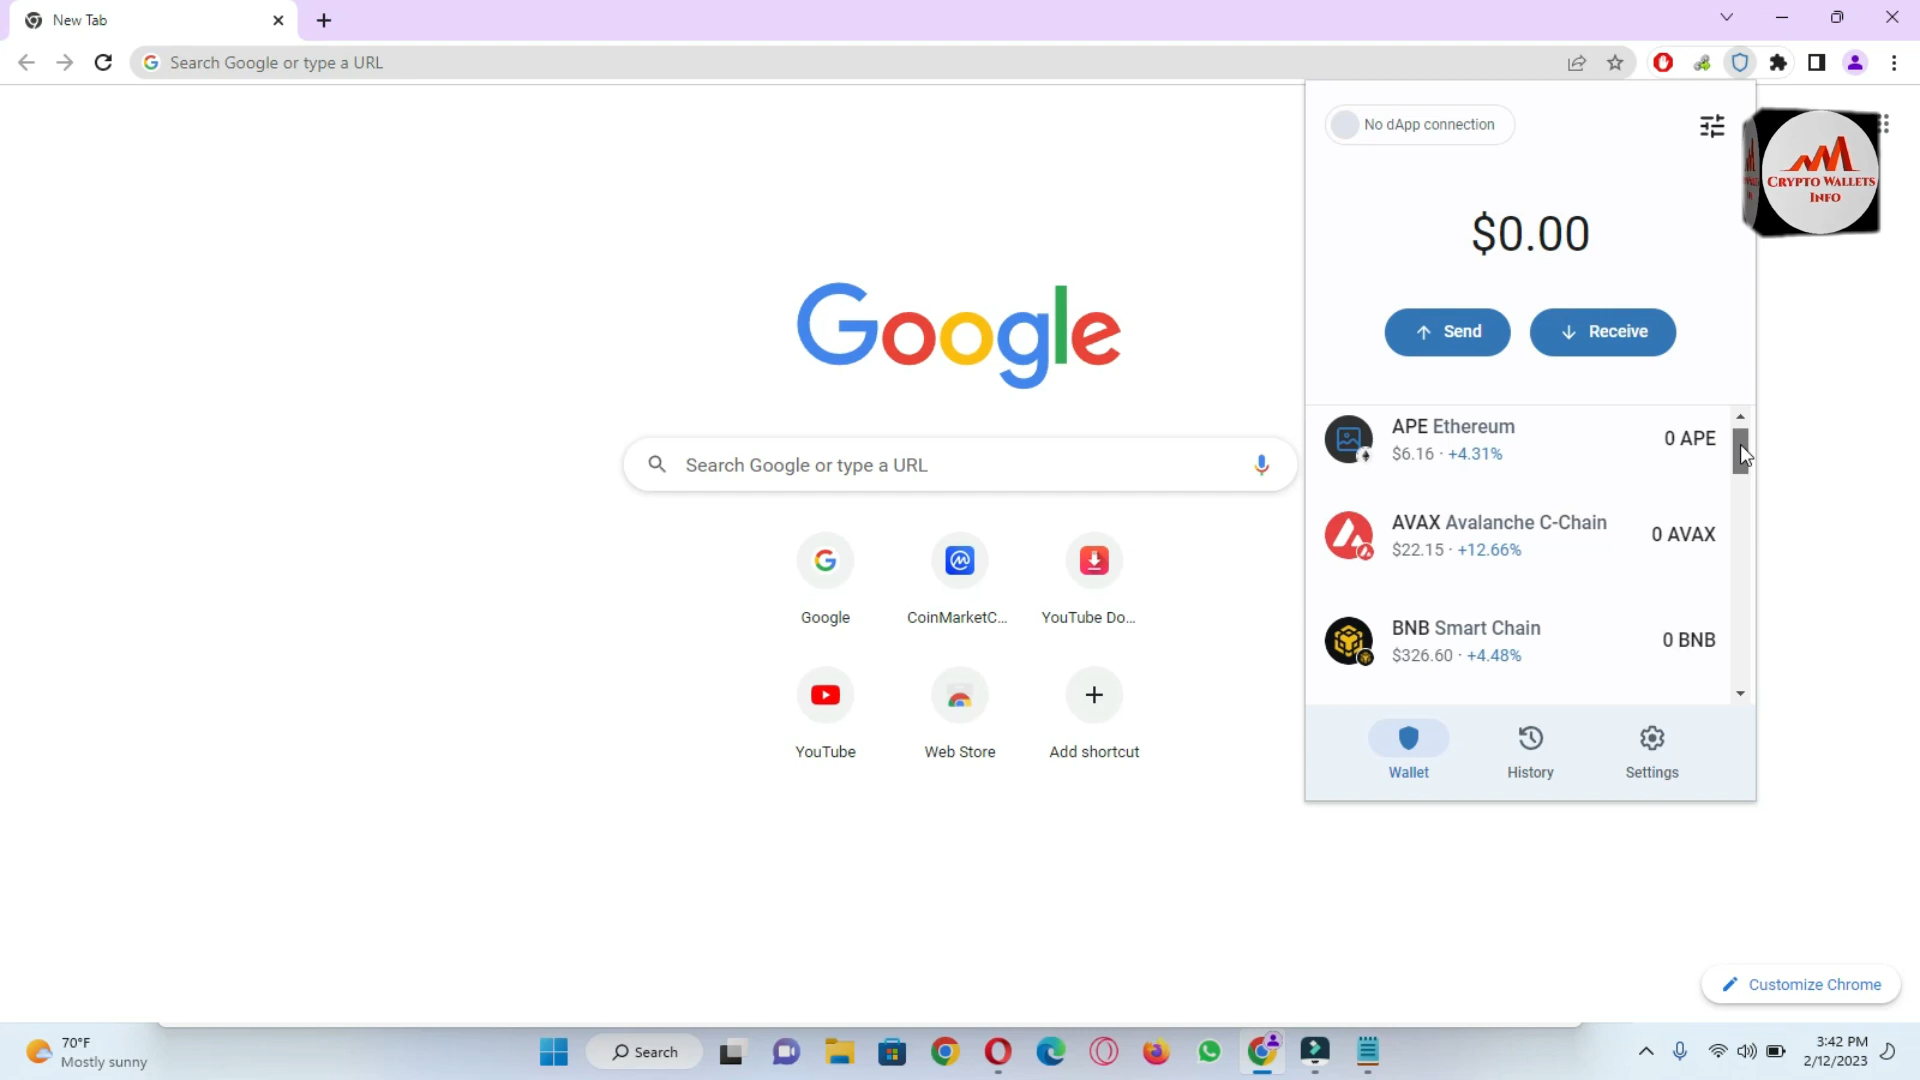 New Tab
Search Google or type a URL
No dApp connection
CRYPTO WALLETS
INFO
$0.00
Send
Receive
Google
Search Google or type a URL
APE Ethereum
$6.16 · +4.31%
0 APE
AVAX Avalanche C-Chain
$22.15 · +12.66%
0 AVAX
BNB Smart Chain
$326.60 · +4.48%
0 BNB
Google
CoinMarketC...
YouTube Do...
YouTube
Web Store
Add shortcut
Wallet
History
Settings
Customize Chrome
70°F
Mostly sunny
Search
3:42 PM
2/12/2023